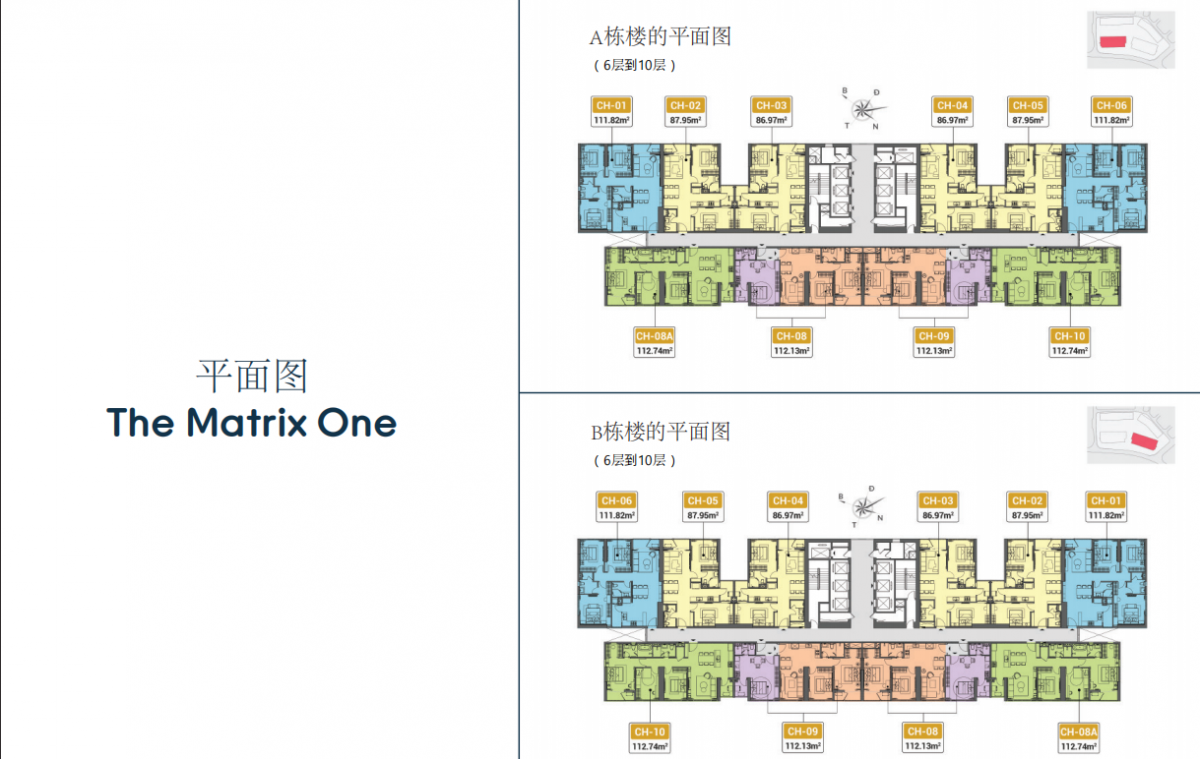 平面图
The Matrix One
A栋楼的平面图
（6层到10层）
B Đ
T N
CH-01 CH-02 CH-03 CH-04 CH-05 CH-06
111.82m² 87.95m² 86.97m² 86.97m² 87.95m² 111.82m²
CH-08A CH-08 CH-09 CH-10
112.74m² 112.13m² 112.13m² 112.74m²
B栋楼的平面图
（6层到10层）
B Đ
T N
CH-06 CH-05 CH-04 CH-03 CH-02 CH-01
111.82m² 87.95m² 86.97m² 86.97m² 87.95m² 111.82m²
CH-10 CH-09 CH-08 CH-08A
112.74m² 112.13m² 112.13m² 112.74m²